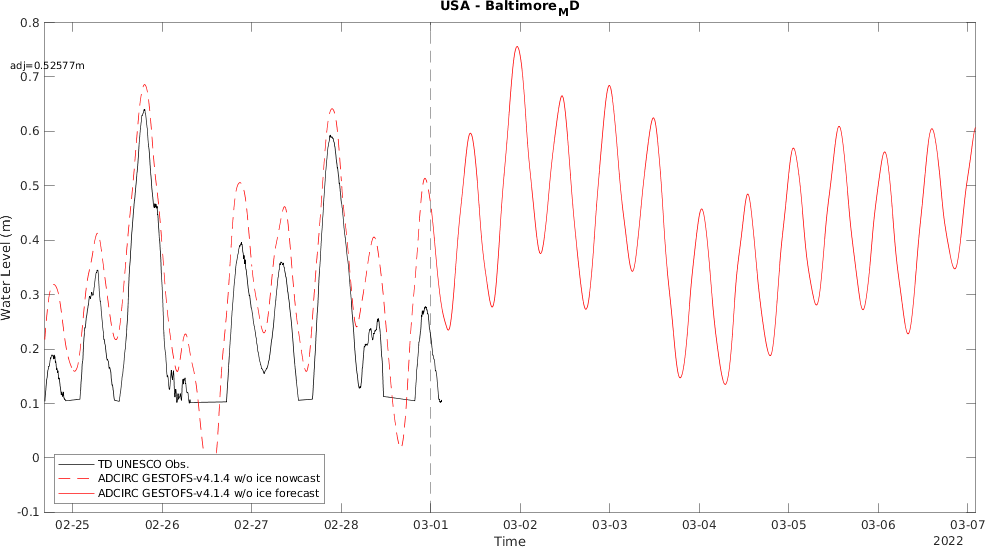 USA - Baltimore_MD
adj=0.52577m
0.8
0.7
0.6
0.5
0.4
0.3
0.2
0.1
0
-0.1
Water Level (m)
TD UNESCO Obs.
ADCIRC GESTOFS-v4.1.4 w/o ice nowcast
ADCIRC GESTOFS-v4.1.4 w/o ice forecast
02-25 02-26 02-27 02-28 03-01 03-02 03-03 03-04 03-05 03-06 03-07
Time
2022